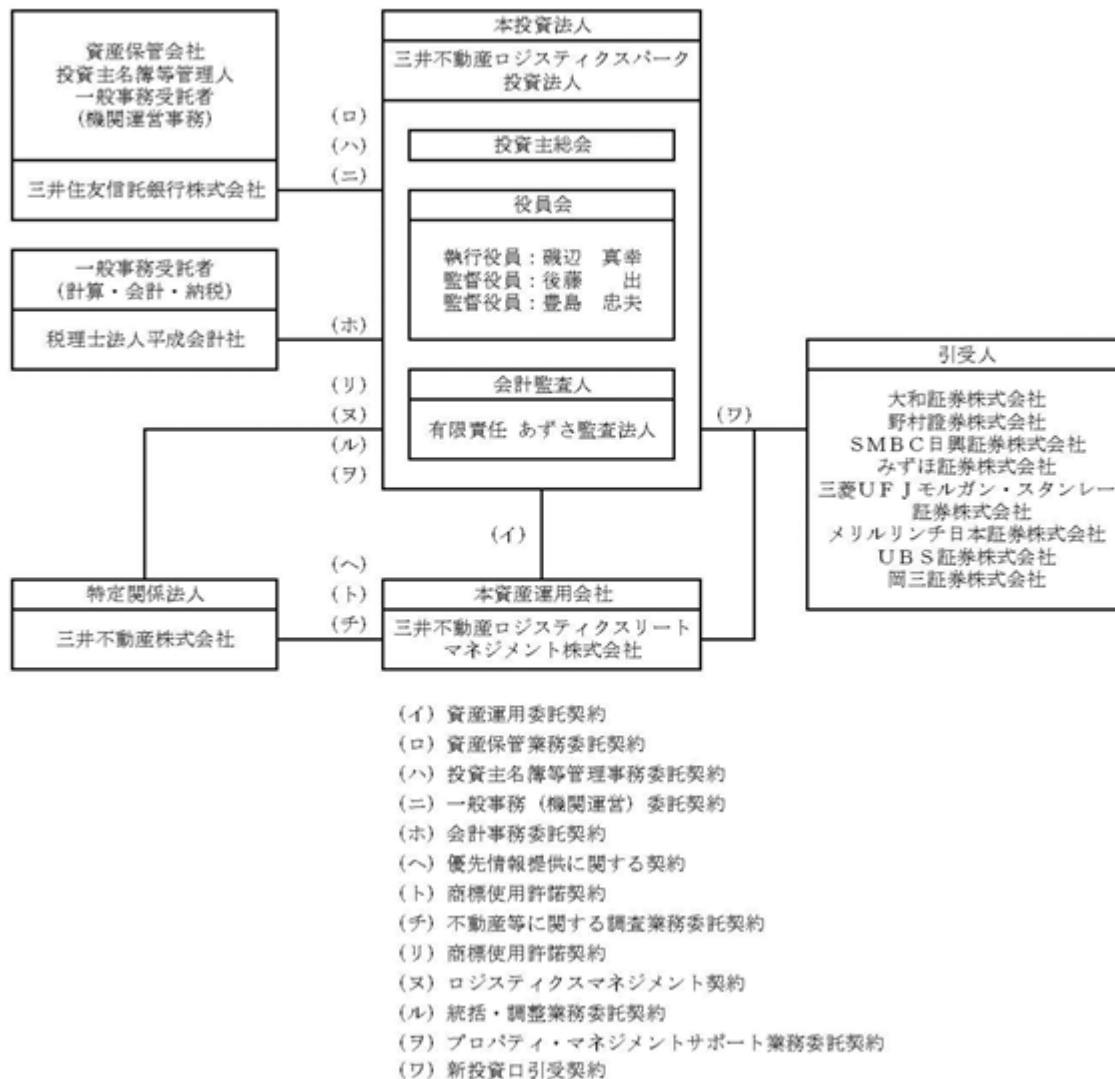 資産保管会社
投資主名簿等管理人
一般事務受託者
(機関運営事務)
三井住友信託銀行株式会社
(ロ)
(ハ)
(ニ)
一般事務受託者
(計算・会計・納税)
税理士法人平成会計社
(ホ)
本投資法人
三井不動産ロジスティクスパーク
投資法人
投資主総会
役員会
執行役員:磯辺 真幸
監督役員:後藤 出
監督役員:豊島 忠夫
会計監査人
有限責任 あずさ監査法人
(リ)
(ヌ)
(ル)
(ヲ)
(ワ)
引受人
大和証券株式会社
野村證券株式会社
SMBC日興証券株式会社
みずほ証券株式会社
三菱UFJモルガン・スタンレー
証券株式会社
メリルリンチ日本証券株式会社
UBS証券株式会社
岡三証券株式会社
(イ)
特定関係法人
三井不動産株式会社
(ヘ)
(ト)
(チ)
本資産運用会社
三井不動産ロジスティクスリート
マネジメント株式会社
(イ) 資産運用委託契約
(ロ) 資産保管業務委託契約
(ハ) 投資主名簿等管理事務委託契約
(ニ) 一般事務(機関運営)委託契約
(ホ) 会計事務委託契約
(ヘ) 優先情報提供に関する契約
(ト) 商標使用許諾契約
(チ) 不動産等に関する調査業務委託契約
(リ) 商標使用許諾契約
(ヌ) ロジスティクスマネジメント契約
(ル) 統括・調整業務委託契約
(ヲ) プロパティ・マネジメントサポート業務委託契約
(ワ) 新投資口引受契約